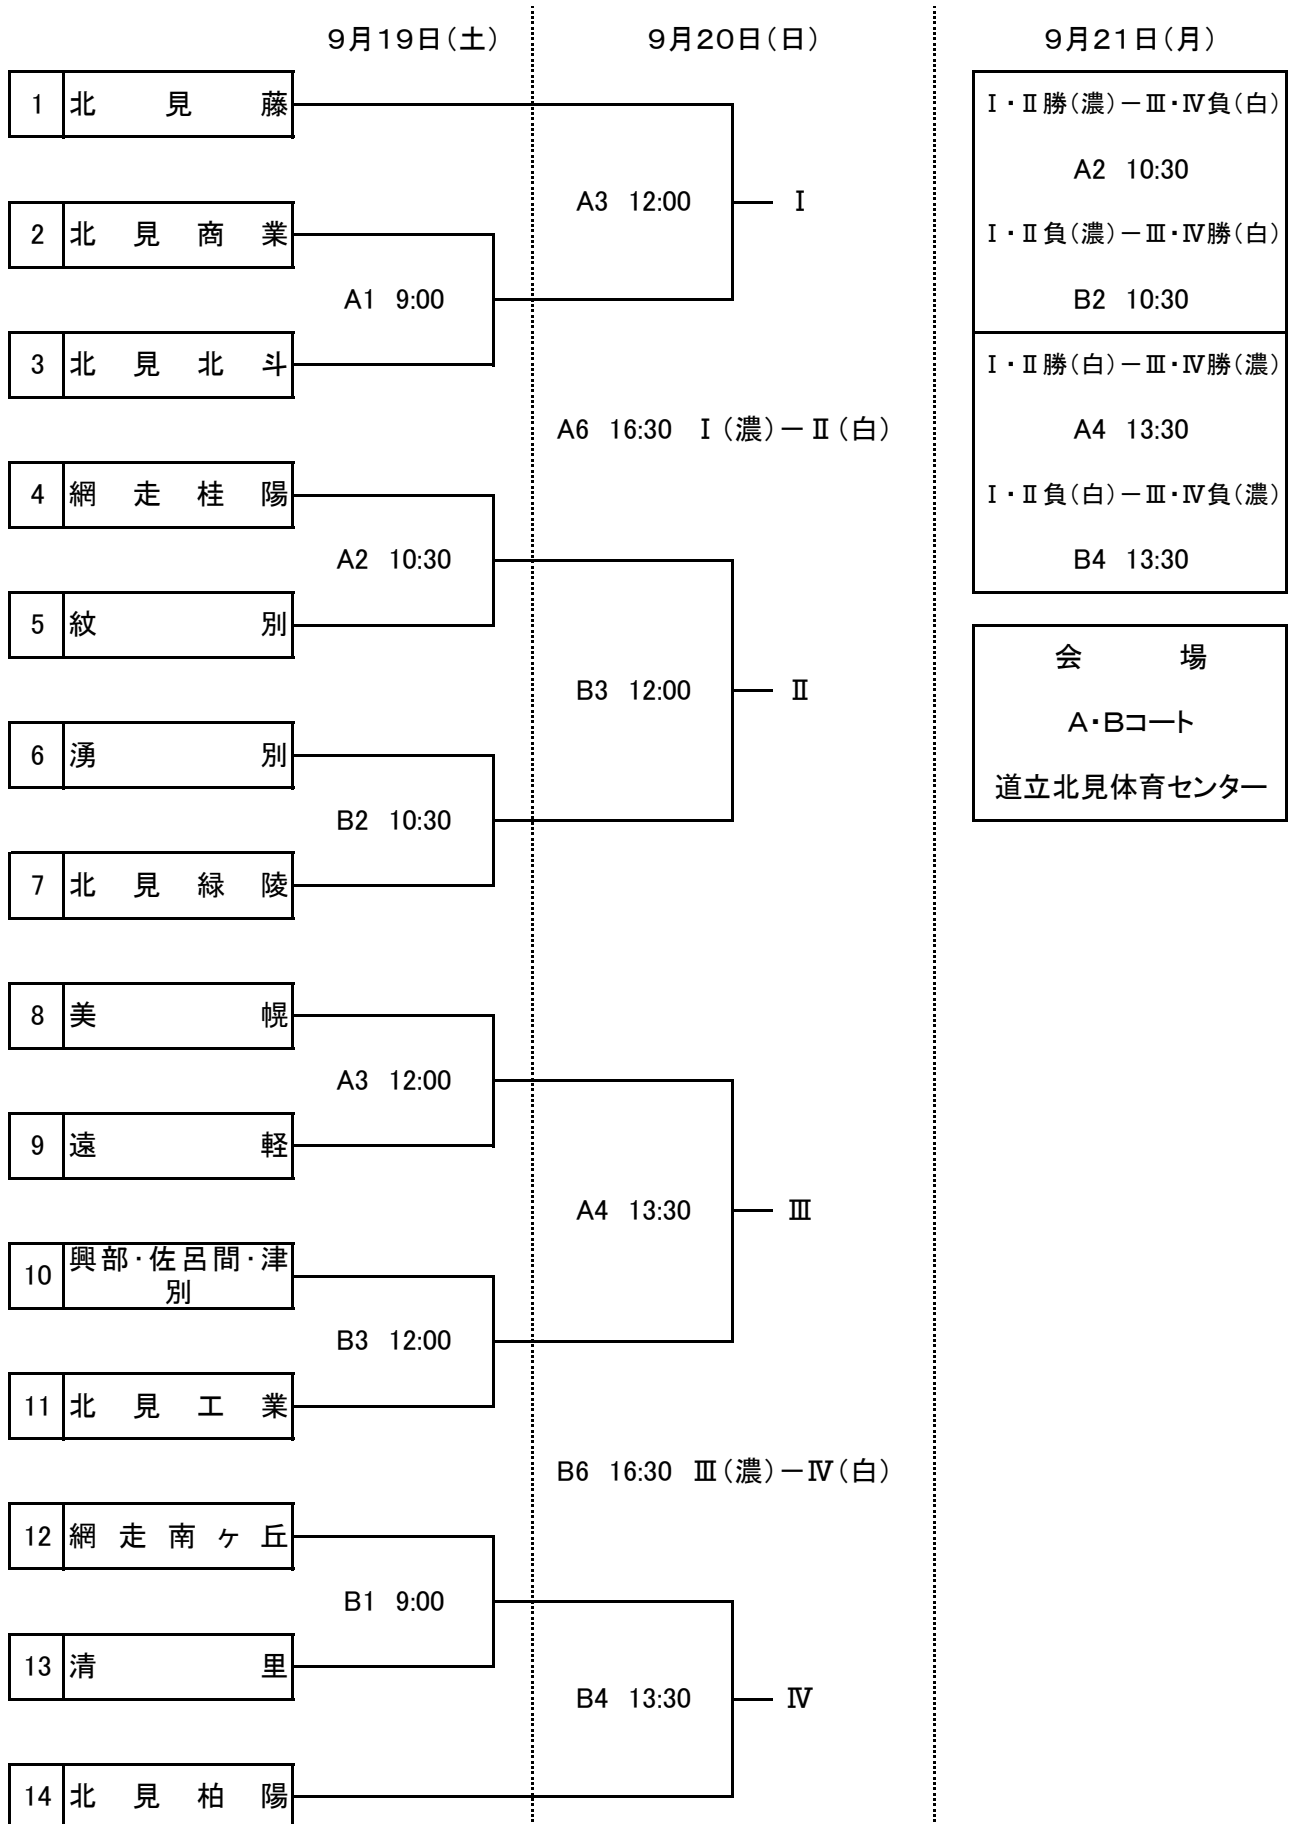 9月19日(土)
9月20日(日)
9月21日(月)
1 北見藤
2 北見商業
3 北見北斗
4 網走桂陽
5 紋別
6 湧別
7 北見緑陵
8 美幌
9 遠軽
10 興部・佐呂間・津
別
11 北見工業
12 網走南ヶ丘
13 清里
14 北見柏陽
A1 9:00
A2 10:30
B2 10:30
A3 12:00
B3 12:00
B1 9:00
A3 12:00 Ⅰ
A6 16:30 Ⅰ(濃)-Ⅱ(白)
B3 12:00 Ⅱ
A4 13:30 Ⅲ
B6 16:30 Ⅲ(濃)-Ⅳ(白)
B4 13:30 Ⅳ
Ⅰ・Ⅱ勝(濃)-Ⅲ・Ⅳ負(白)
A2 10:30
Ⅰ・Ⅱ負(濃)-Ⅲ・Ⅳ勝(白)
B2 10:30
Ⅰ・Ⅱ勝(白)-Ⅲ・Ⅳ勝(濃)
A4 13:30
Ⅰ・Ⅱ負(白)-Ⅲ・Ⅳ負(濃)
B4 13:30
会場
A・Bコート
道立北見体育センター